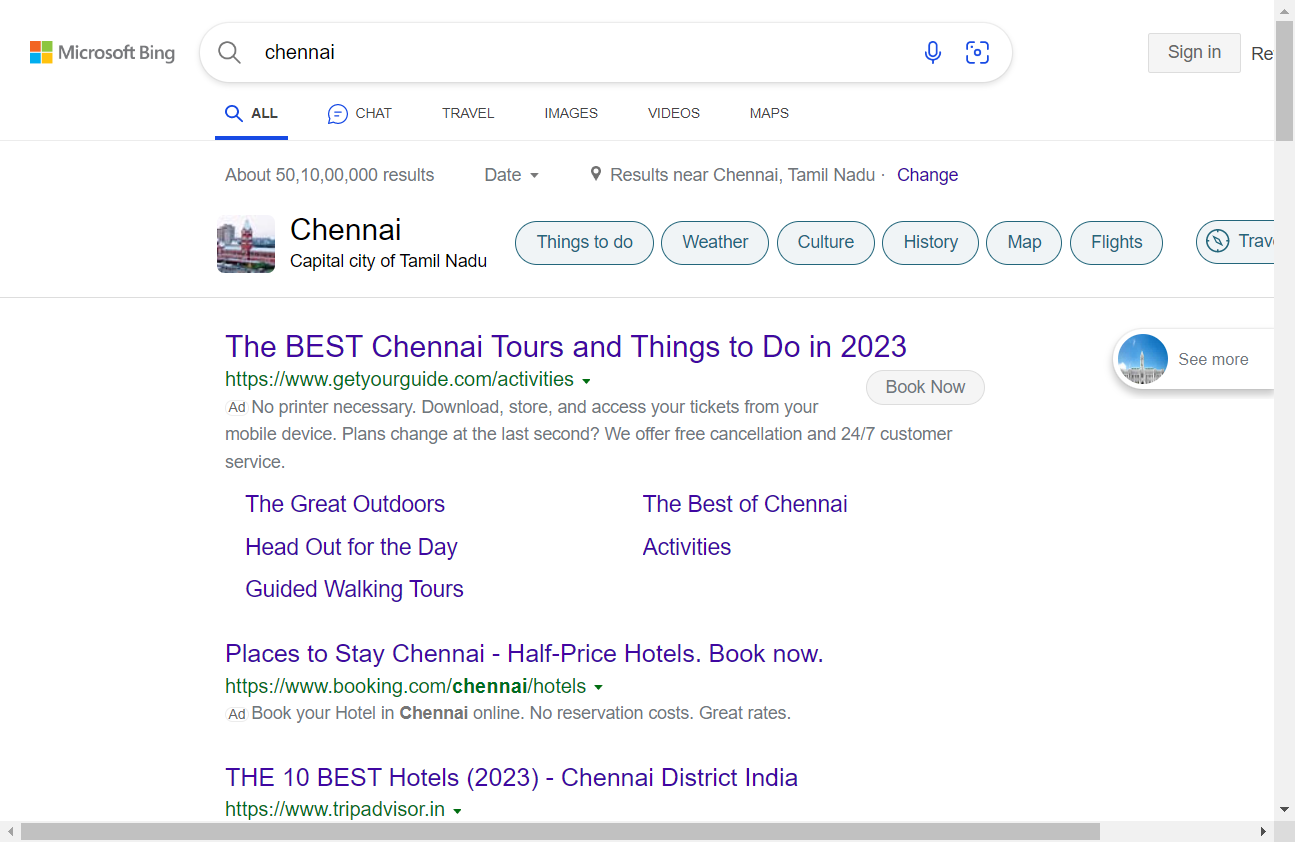 Microsoft Bing
chennai
Sign in
Re
ALL
CHAT
TRAVEL
IMAGES
VIDEOS
MAPS
About 50,10,00,000 results
Date
Results near Chennai, Tamil Nadu ·
Change
Chennai
Capital city of Tamil Nadu
Things to do
Weather
Culture
History
Map
Flights
Trave
The BEST Chennai Tours and Things to Do in 2023
https://www.getyourguide.com/activities
Book Now
See more
Ad No printer necessary. Download, store, and access your tickets from your
mobile device. Plans change at the last second? We offer free cancellation and 24/7 customer
service.
The Great Outdoors
The Best of Chennai
Head Out for the Day
Activities
Guided Walking Tours
Places to Stay Chennai - Half-Price Hotels. Book now.
https://www.booking.com/chennai/hotels
Ad Book your Hotel in Chennai online. No reservation costs. Great rates.
THE 10 BEST Hotels (2023) - Chennai District India
https://www.tripadvisor.in